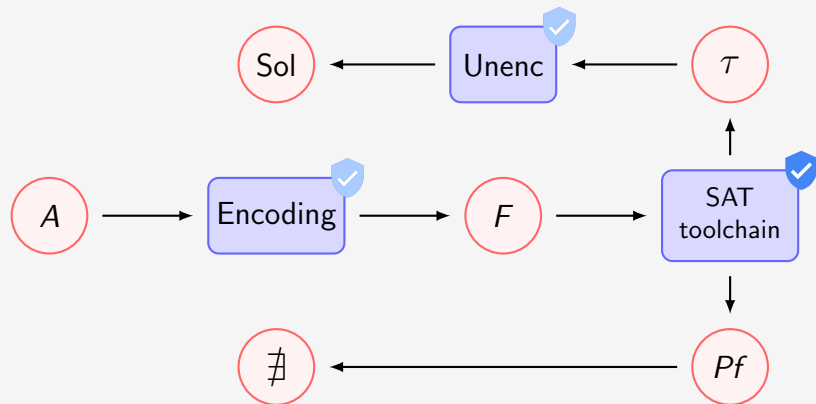 Sol
Unenc
τ
A
Encoding
F
SAT
toolchain
∄
Pf